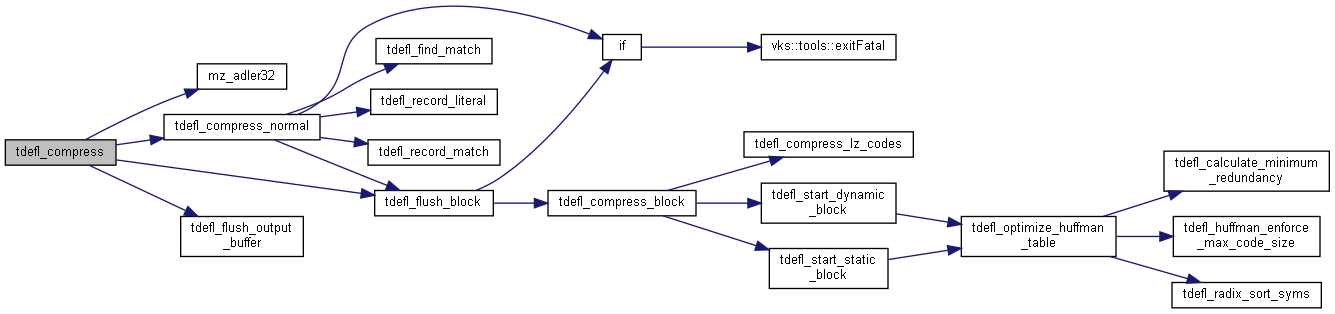 tdefl_compress
mz_adler32
tdefl_compress_normal
tdefl_flush_output
_buffer
tdefl_find_match
tdefl_record_literal
tdefl_record_match
tdefl_flush_block
if
tdefl_compress_block
vks::tools::exitFatal
tdefl_compress_lz_codes
tdefl_start_dynamic
_block
tdefl_start_static
_block
tdefl_optimize_huffman
_table
tdefl_calculate_minimum
_redundancy
tdefl_huffman_enforce
_max_code_size
tdefl_radix_sort_syms